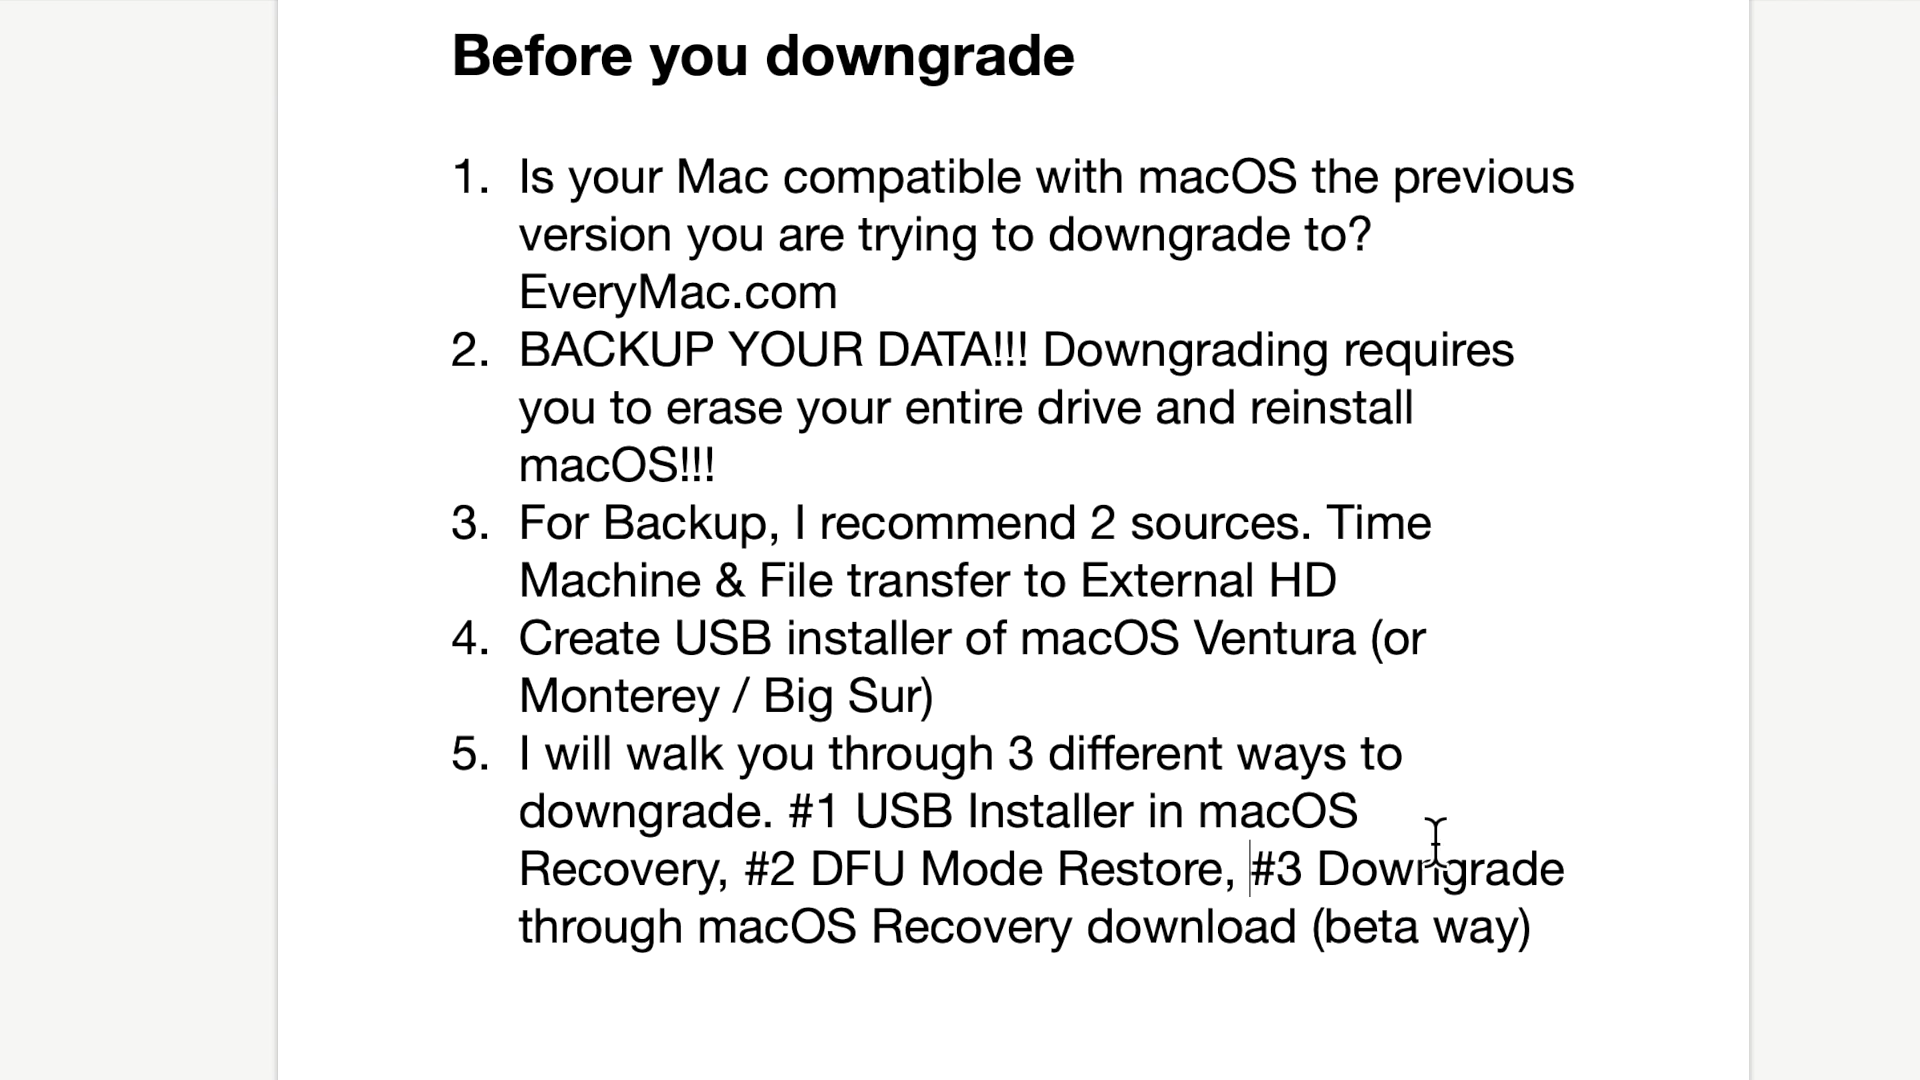 Before you downgrade
1. Is your Mac compatible with macOS the previous
version you are trying to downgrade to?
EveryMac.com
2. BACKUP YOUR DATA!!! Downgrading requires
you to erase your entire drive and reinstall
macOS!!!
3. For Backup, I recommend 2 sources. Time
Machine & File transfer to External HD
4. Create USB installer of macOS Ventura (or
Monterey / Big Sur)
5. I will walk you through 3 different ways to
downgrade. #1 USB Installer in macOS
Recovery, #2 DFU Mode Restore, #3 Downgrade
through macOS Recovery download (beta way)